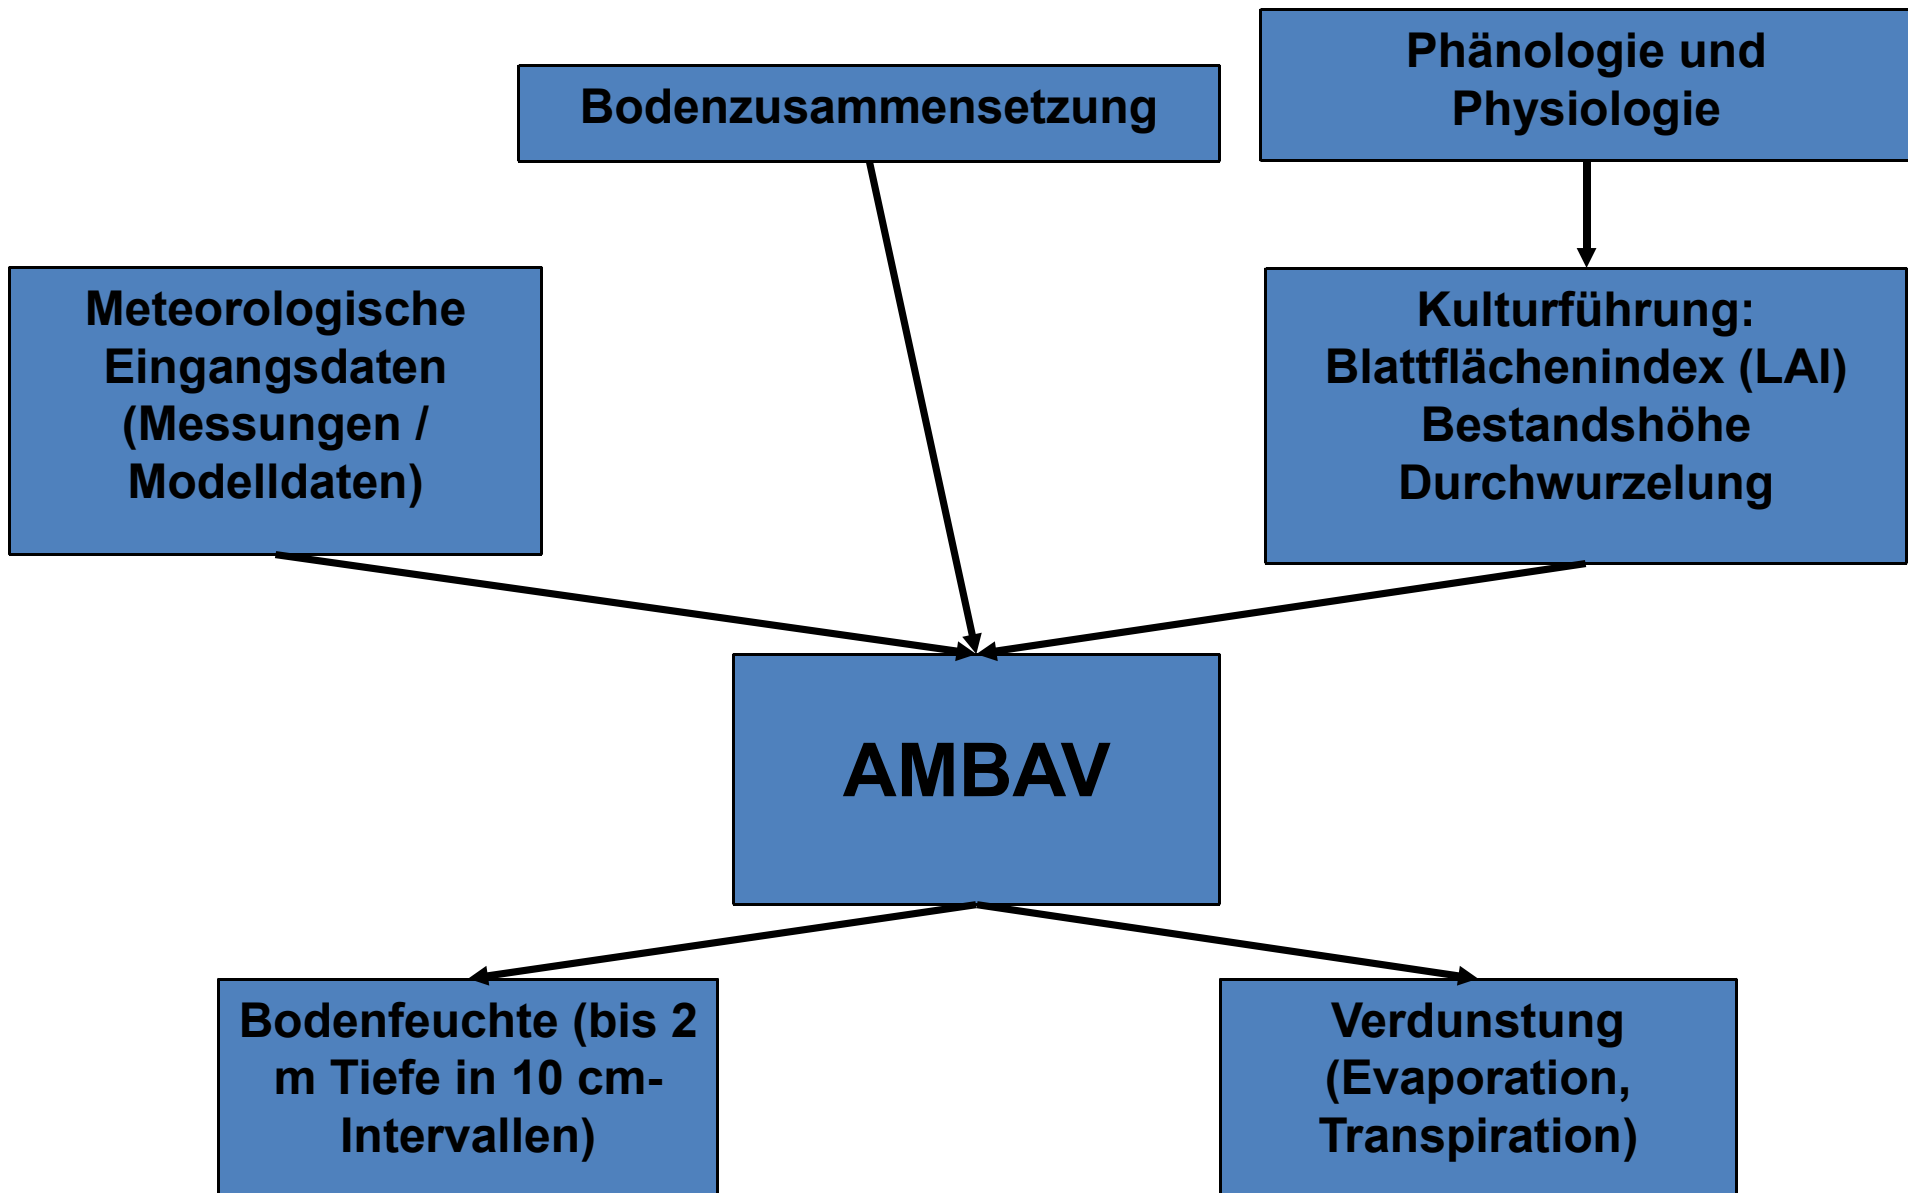 Bodenzusammensetzung
Phänologie und
Physiologie
Meteorologische
Eingangsdaten
(Messungen /
Modelldaten)
Kulturführung:
Blattflächenindex (LAI)
Bestandshöhe
Durchwurzelung
AMBAV
Bodenfeuchte (bis 2
m Tiefe in 10 cm-
Intervallen)
Verdunstung
(Evaporation,
Transpiration)